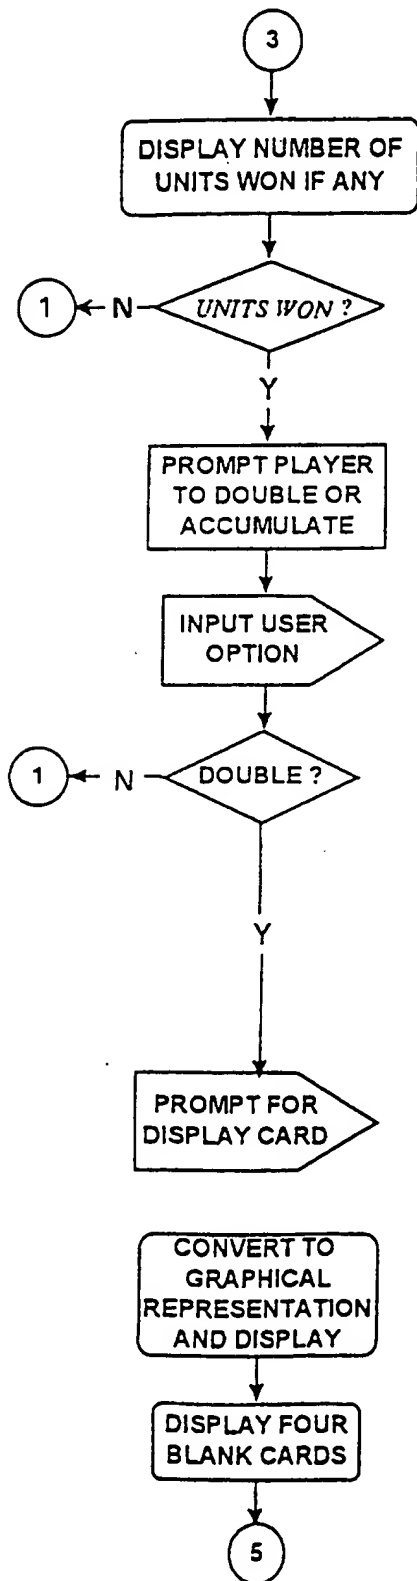 3
DISPLAY NUMBER OF
UNITS WON IF ANY
1
N
UNITS WON ?
Y
PROMPT PLAYER
TO DOUBLE OR
ACCUMULATE
INPUT USER
OPTION
1
N
DOUBLE ?
Y
PROMPT FOR
DISPLAY CARD
CONVERT TO
GRAPHICAL
REPRESENTATION
AND DISPLAY
DISPLAY FOUR
BLANK CARDS
5